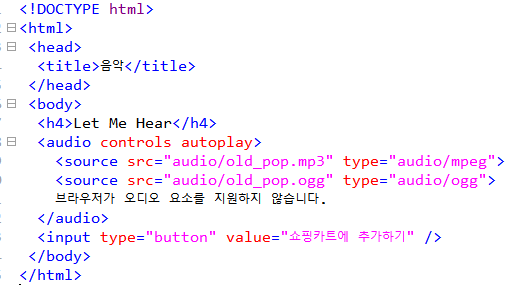 <!DOCTYPE html>
<html>
<head>
<title>음악</title>
</head>
<body>
<h4>Let Me Hear</h4>
<audio controls autoplay>
<source src="audio/old_pop.mp3" type="audio/mpeg">
<source src="audio/old_pop.ogg" type="audio/ogg">
브라우저가 오디오 요소를 지원하지 않습니다.
</audio>
<input type="button" value="쇼핑카트에 추가하기" />
</body>
</html>